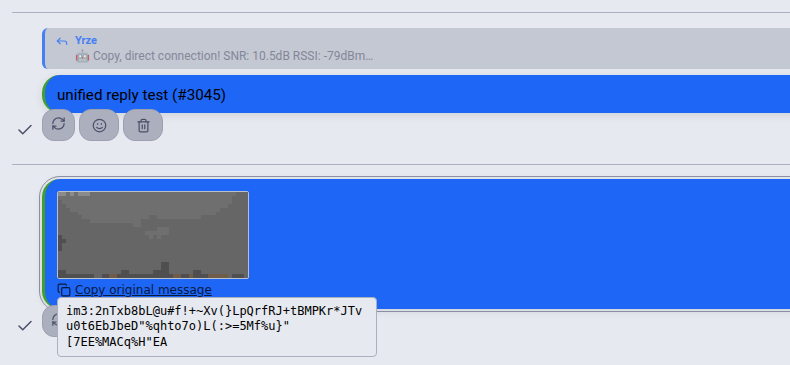 Yrze
🤖 Copy, direct connection! SNR: 10.5dB RSSI: -79dBm…
unified reply test (#3045)
Copy original message
im3:2nTxb8bL@u#f!+~Xv(}LpQrfRJ+tBMPKr*JTv
u0t6EbJbeD"%qhto7o)L(:>=5Mf%u}"
[7EE%MACq%H"EA